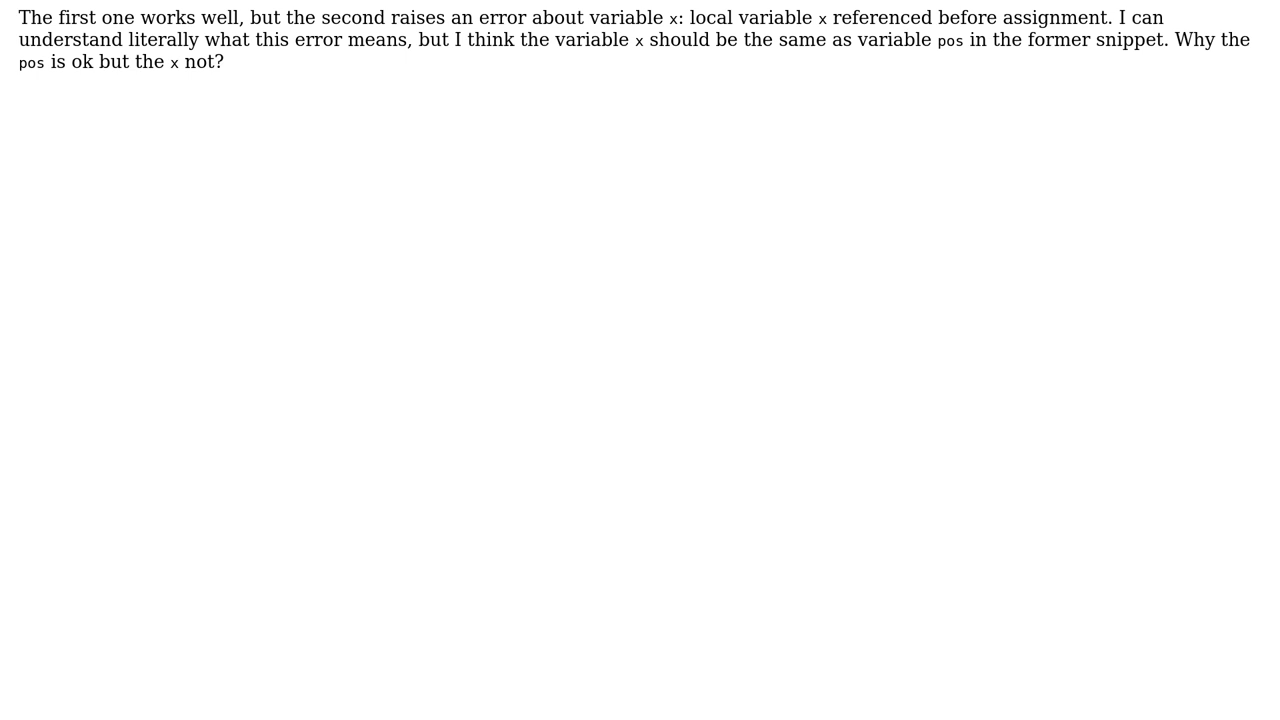 The first one works well, but the second raises an error about variable x: local variable x referenced before assignment. I can
understand literally what this error means, but I think the variable x should be the same as variable pos in the former snippet. Why the
pos is ok but the x not?